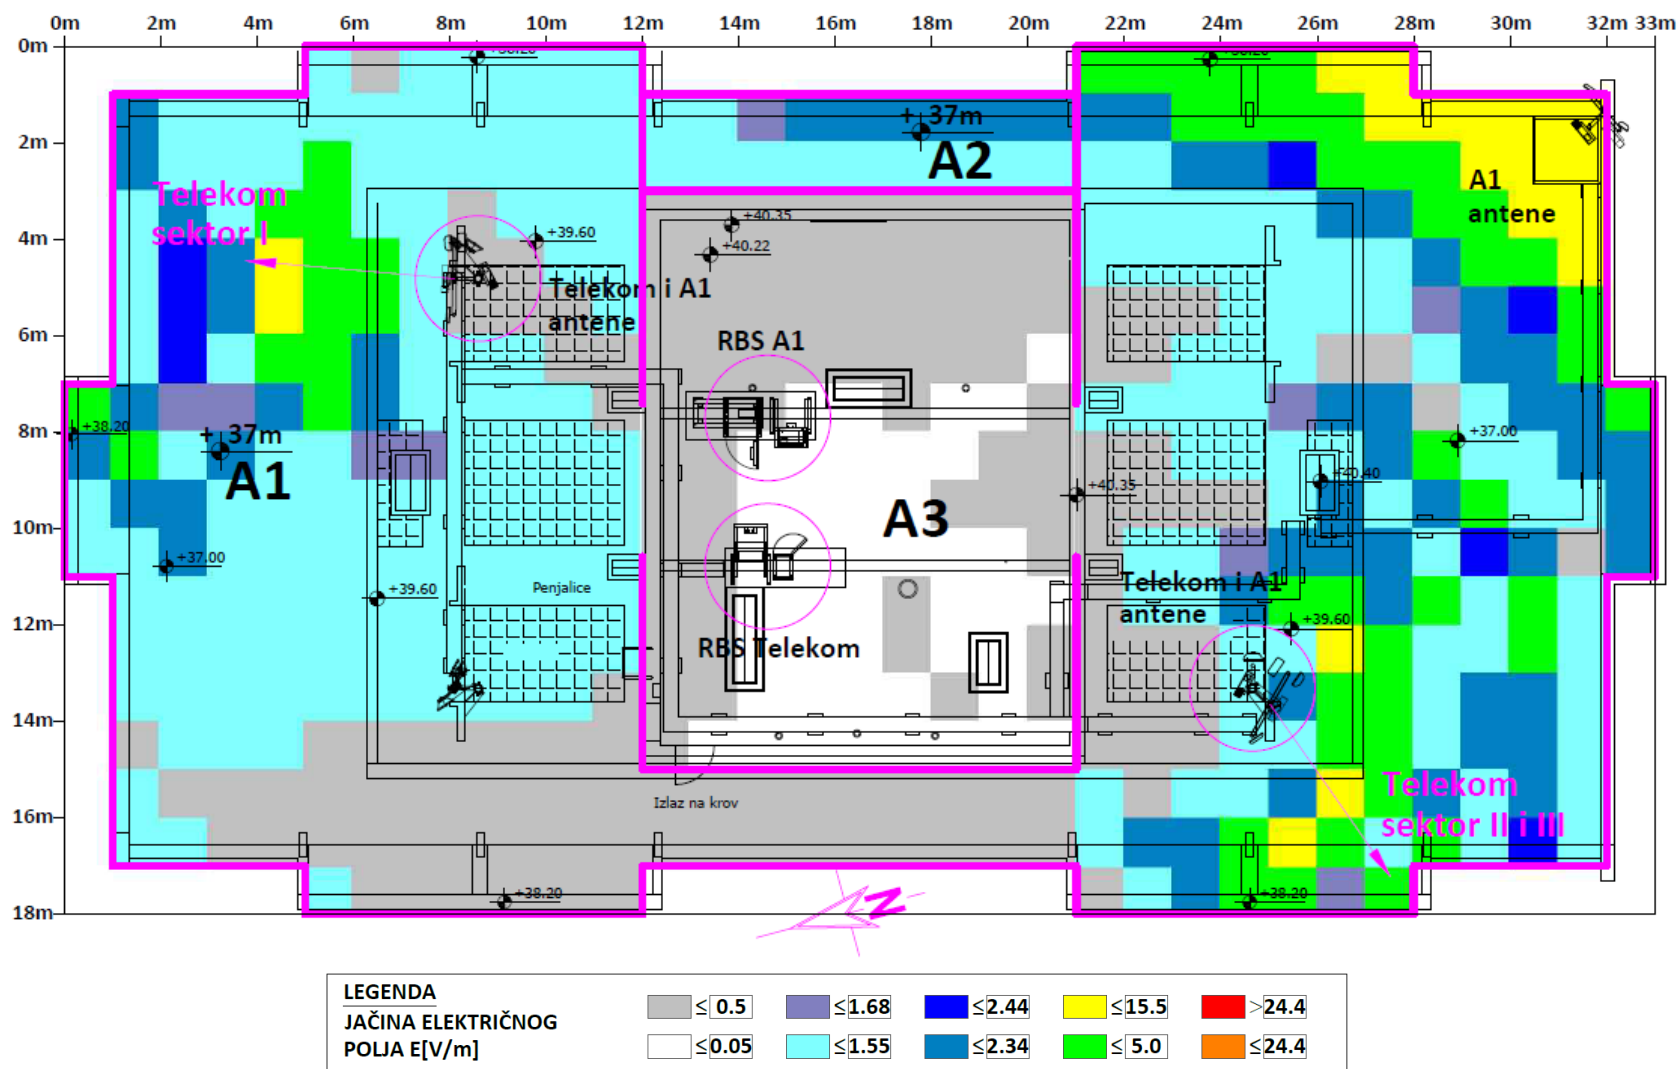 0m 2m 4m 6m 8m 10m 12m 14m 16m 18m 20m 22m 24m 26m 28m 30m 32m 33m
0m
+38.20
+38.20
+ 37m
A2
2m
A1
antene
Telekom
sektor I
+40.35
+39.60
4m
+40.22
Telekom i A1
antene
6m
RBS A1
+38.20
8m
+ 37m
A1
+37.00
+40.40
+40.35
A3
10m
+37.00
+39.60
Penjalice
Telekom i A1
antene
+39.60
12m
RBS Telekom
14m
Telekom
sektor II i III
Izlaz na krov
16m
+38.20
+38.20
N
18m
LEGENDA
JAČINA ELEKTRIČNOG
POLJA E[V/m]
≤ 0.5 ≤1.68 ≤2.44 ≤15.5 >24.4
≤0.05 ≤1.55 ≤2.34 ≤ 5.0 ≤24.4